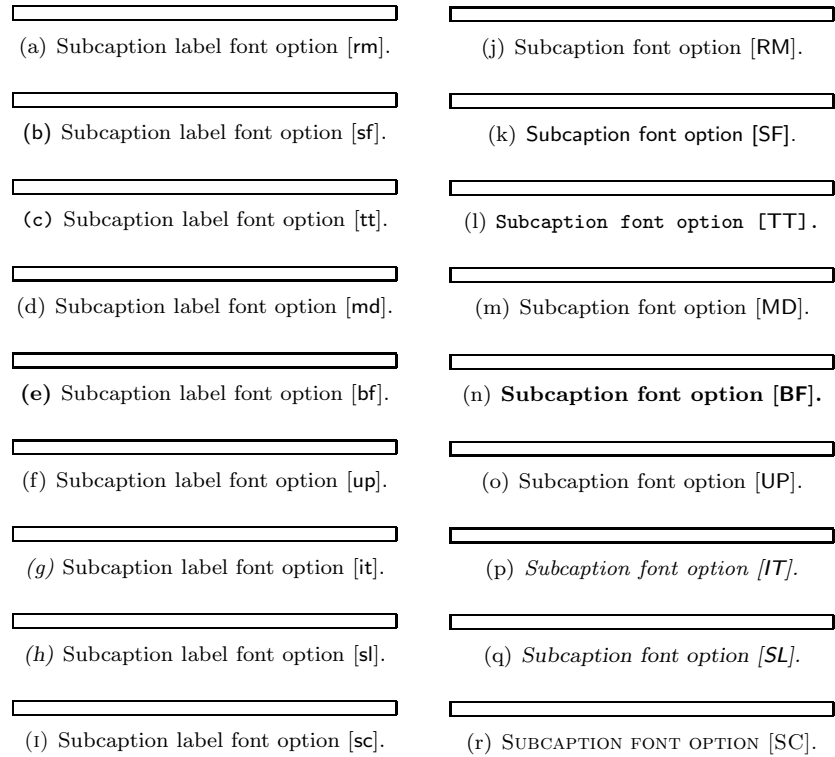 (a) Subcaption label font option [rm].
(b) Subcaption label font option [sf].
(c) Subcaption label font option [tt].
(d) Subcaption label font option [md].
(e) Subcaption label font option [bf].
(f) Subcaption label font option [up].
(g) Subcaption label font option [it].
(h) Subcaption label font option [sl].
(ɪ) Subcaption label font option [sc].
(j) Subcaption font option [RM].
(k) Subcaption font option [SF].
(l) Subcaption font option [TT].
(m) Subcaption font option [MD].
(n) Subcaption font option [BF].
(o) Subcaption font option [UP].
(p) Subcaption font option [IT].
(q) Subcaption font option [SL].
(r) Subcaption font option [SC].